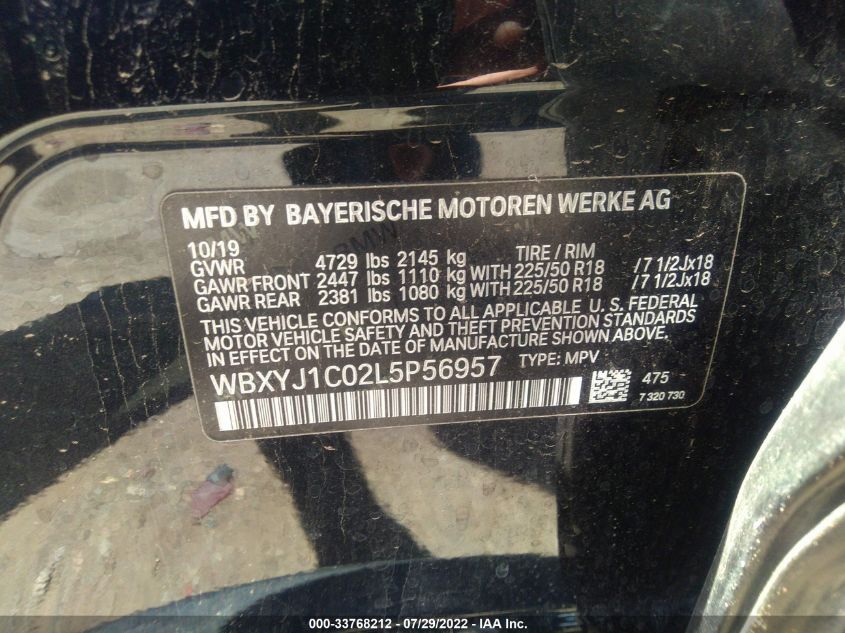 MFD BY BAYERISCHE MOTOREN WERKE AG
10/19 TIRE / RIM
GVWR 4729 lbs 2145 kg
GAWR FRONT 2447 lbs 1110 kg WITH 225/50 R18 /7 1/2Jx18
GAWR REAR 2381 lbs 1080 kg WITH 225/50 R18 /7 1/2Jx18
THIS VEHICLE CONFORMS TO ALL APPLICABLE U. S. FEDERAL
MOTOR VEHICLE SAFETY AND THEFT PREVENTION STANDARDS
IN EFFECT ON THE DATE OF MANUFACTURE SHOWN ABOVE.
WBXYJ1C02L5P56957 TYPE: MPV
475
7 320 730
BMW
000-33768212 - 07/29/2022 - IAA Inc.